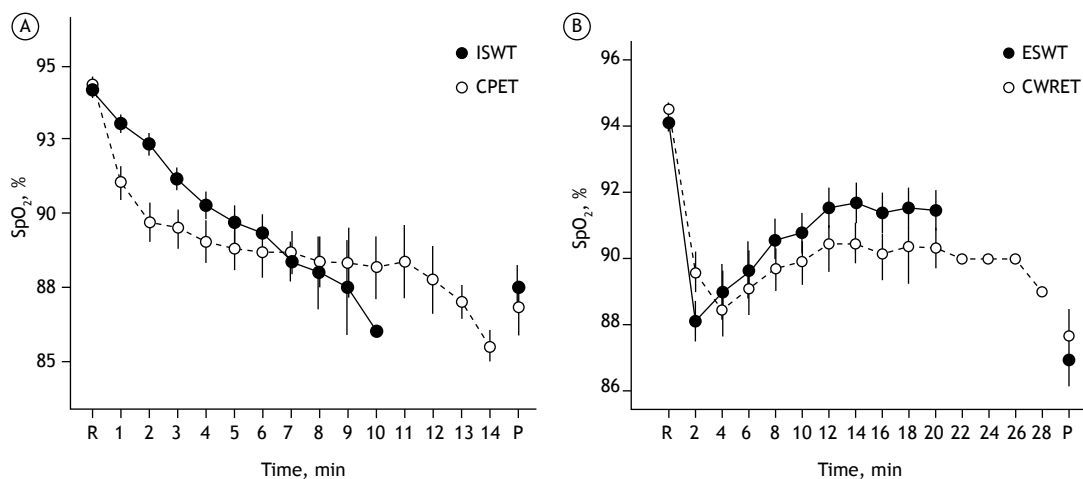 A
ISWT
CPET
95
93
90
88
85
SpO2, %
R 1 2 3 4 5 6 7 8 9 10 11 12 13 14 P
Time, min
B
ESWT
CWRET
96
94
92
90
88
86
SpO2, %
R 2 4 6 8 10 12 14 16 18 20 22 24 26 28 P
Time, min